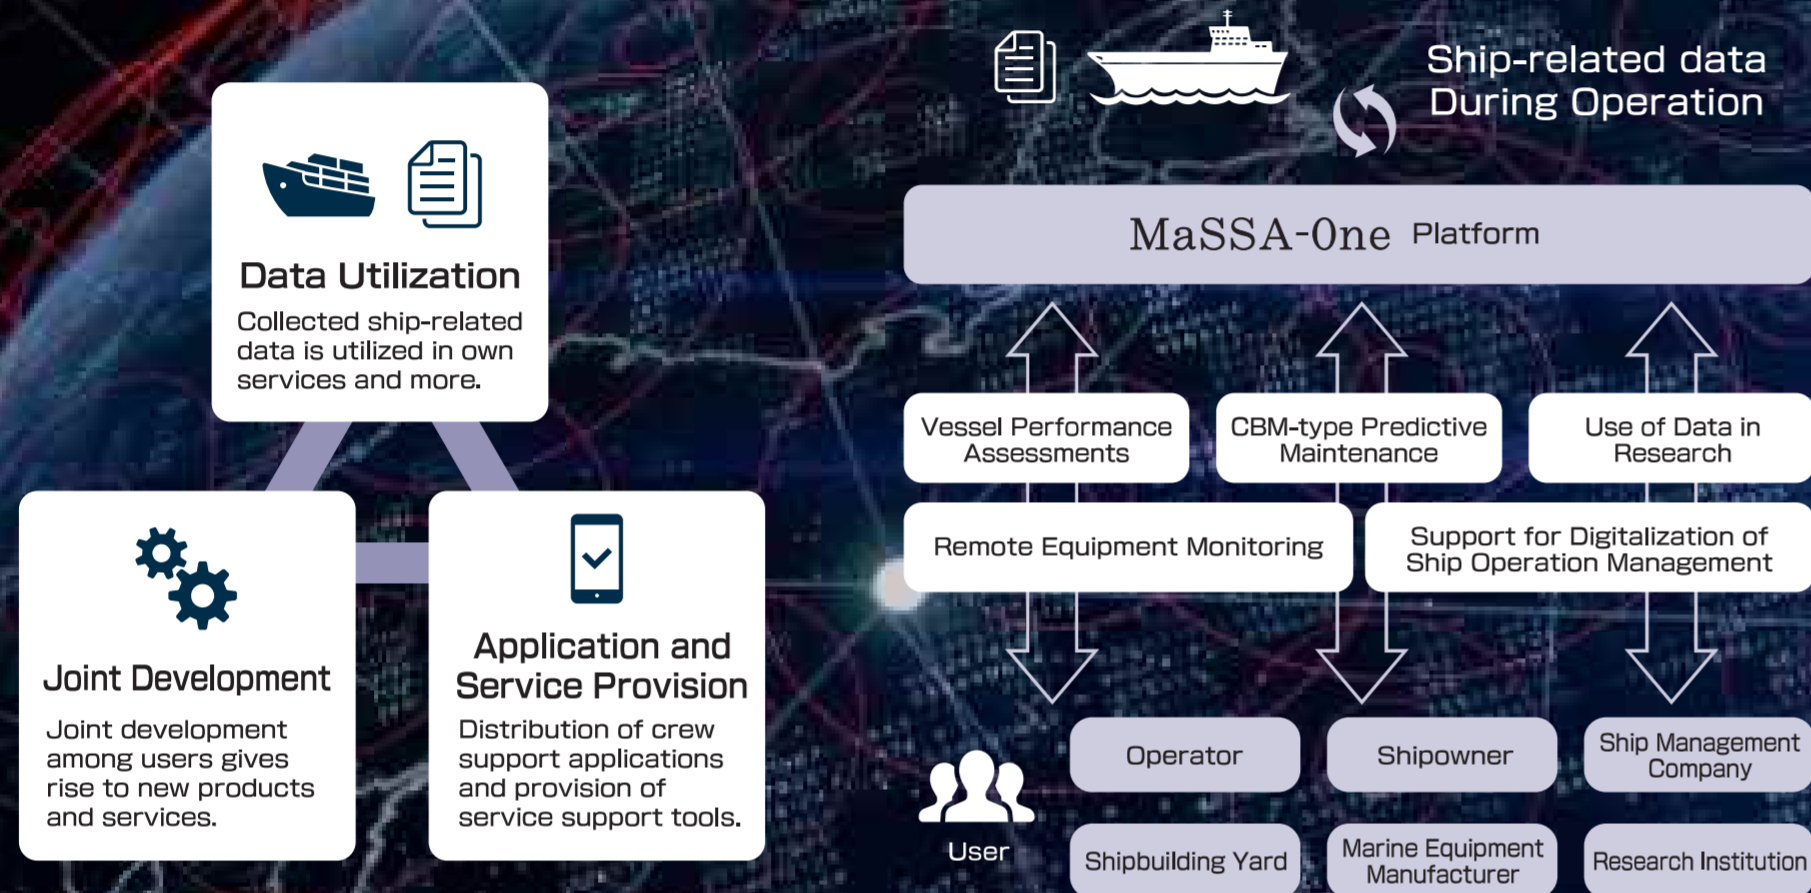 Data Utilization
Collected ship-related
data is utilized in own
services and more.
Joint Development
Joint development
among users gives
rise to new products
and services.
Application and
Service Provision
Distribution of crew
support applications
and provision of
service support tools.
Ship-related data
During Operation
MaSSA-One Platform
Vessel Performance
Assessments
CBM-type Predictive
Maintenance
Use of Data in
Research
Remote Equipment Monitoring
Support for Digitalization of
Ship Operation Management
User
Operator
Shipowner
Ship Management
Company
Shipbuilding Yard
Marine Equipment
Manufacturer
Research Institution